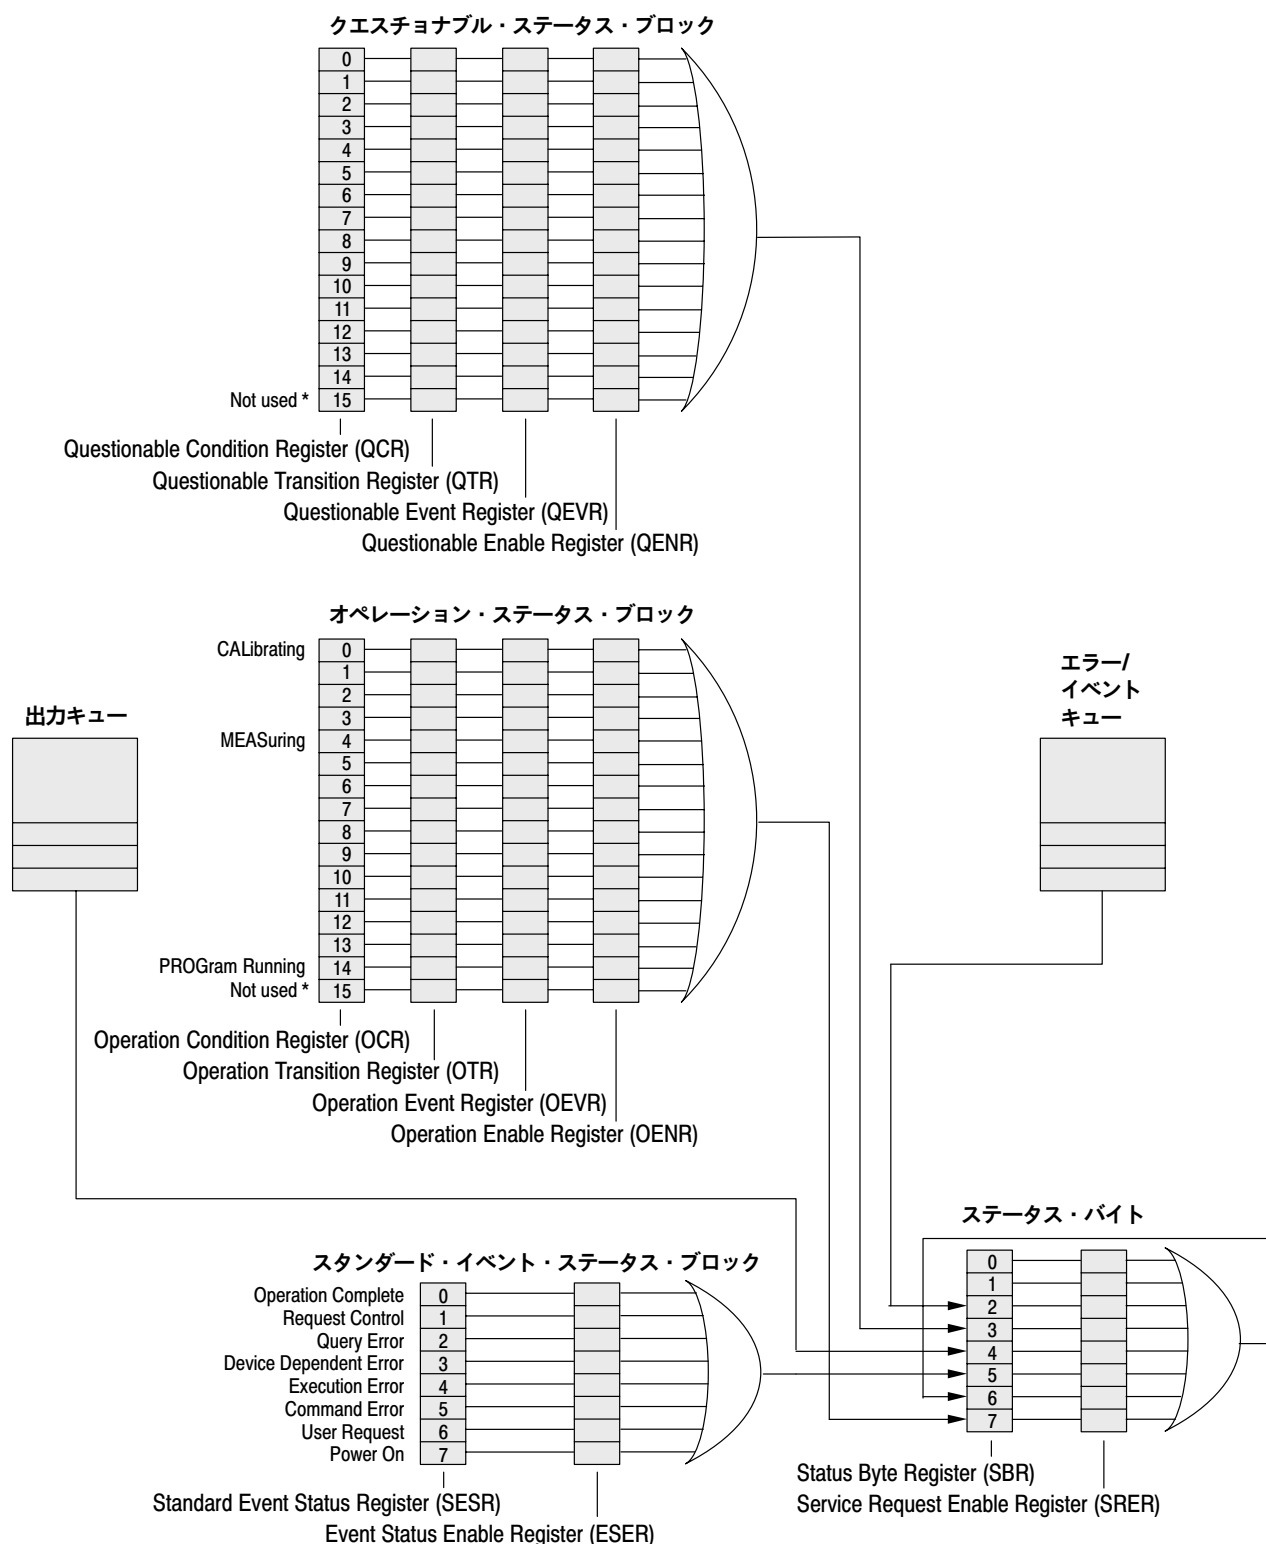 クエスチョナブル・ステータス・ブロック
0
1
2
3
4
5
6
7
8
9
10
11
12
13
14
Not used * 15
Questionable Condition Register (QCR)
Questionable Transition Register (QTR)
Questionable Event Register (QEVR)
Questionable Enable Register (QENR)
オペレーション・ステータス・ブロック
CALibrating 0
1
2
3
MEASuring 4
5
6
7
8
9
10
11
12
13
PROGram Running 14
Not used * 15
Operation Condition Register (OCR)
Operation Transition Register (OTR)
Operation Event Register (OEVR)
Operation Enable Register (OENR)
出力キュー
エラー/
イベント
キュー
スタンダード・イベント・ステータス・ブロック
Operation Complete 0
Request Control 1
Query Error 2
Device Dependent Error 3
Execution Error 4
Command Error 5
User Request 6
Power On 7
Standard Event Status Register (SESR)
Event Status Enable Register (ESER)
ステータス・バイト
0
1
2
3
4
5
6
7
Status Byte Register (SBR)
Service Request Enable Register (SRER)